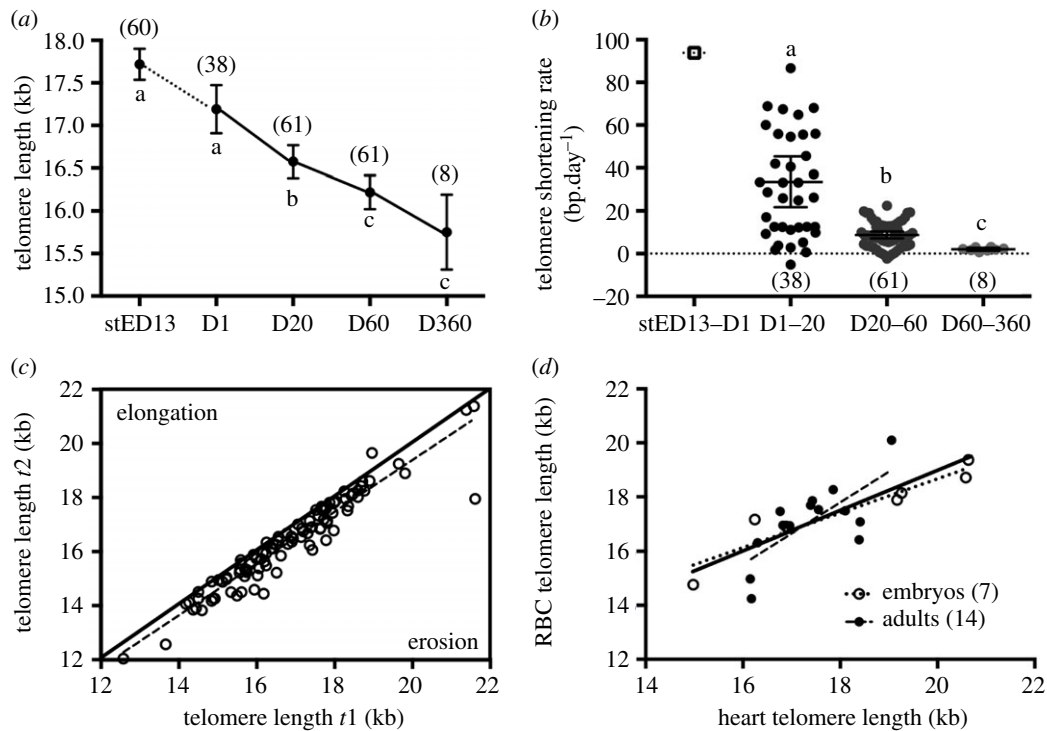 (a)
18.0
17.5
17.0
16.5
16.0
15.5
15.0
telomere length (kb)
(60)
(38)
(61)
(61)
(8)
a
a
b
c
c
stED13 D1 D20 D60 D360
(b)
100
80
60
40
20
0
–20
telomere shortening rate
(bp.day⁻¹)
a
b
c
(38)
(61)
(8)
stED13–D1 D1–20 D20–60 D60–360
(c)
22
20
18
16
14
12
telomere length t2 (kb)
elongation
erosion
12 14 16 18 20 22
telomere length t1 (kb)
(d)
22
20
18
16
14
12
RBC telomere length (kb)
embryos (7)
adults (14)
14 16 18 20 22
heart telomere length (kb)